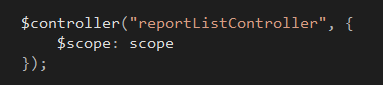 $controller("reportListController", {
    $scope: scope
});